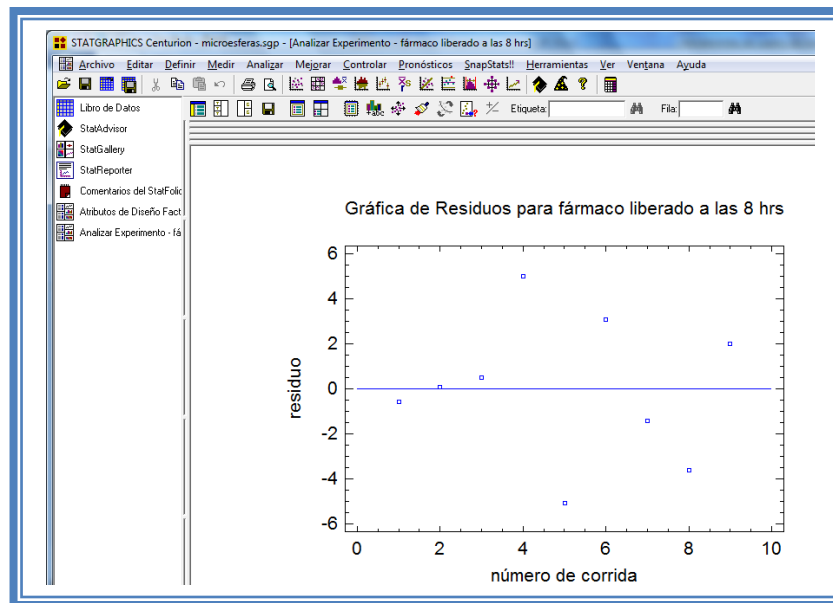 STATGRAPHICS Centurion - microesferas.sgp - [Analizar Experimento - fármaco liberado a las 8 hrs]
Archivo Editar Definir Medir Analizar Mejorar Controlar Pronósticos SnapStats!! Herramientas Ver Ventana Ayuda
Etiqueta: Fila:
Libro de Datos
StatAdvisor
StatGallery
StatReporter
Comentarios del StatFolio
Atributos de Diseño Fact
Analizar Experimento - fá
Gráfica de Residuos para fármaco liberado a las 8 hrs
6
4
2
0
-2
-4
-6
residuo
0 2 4 6 8 10
número de corrida